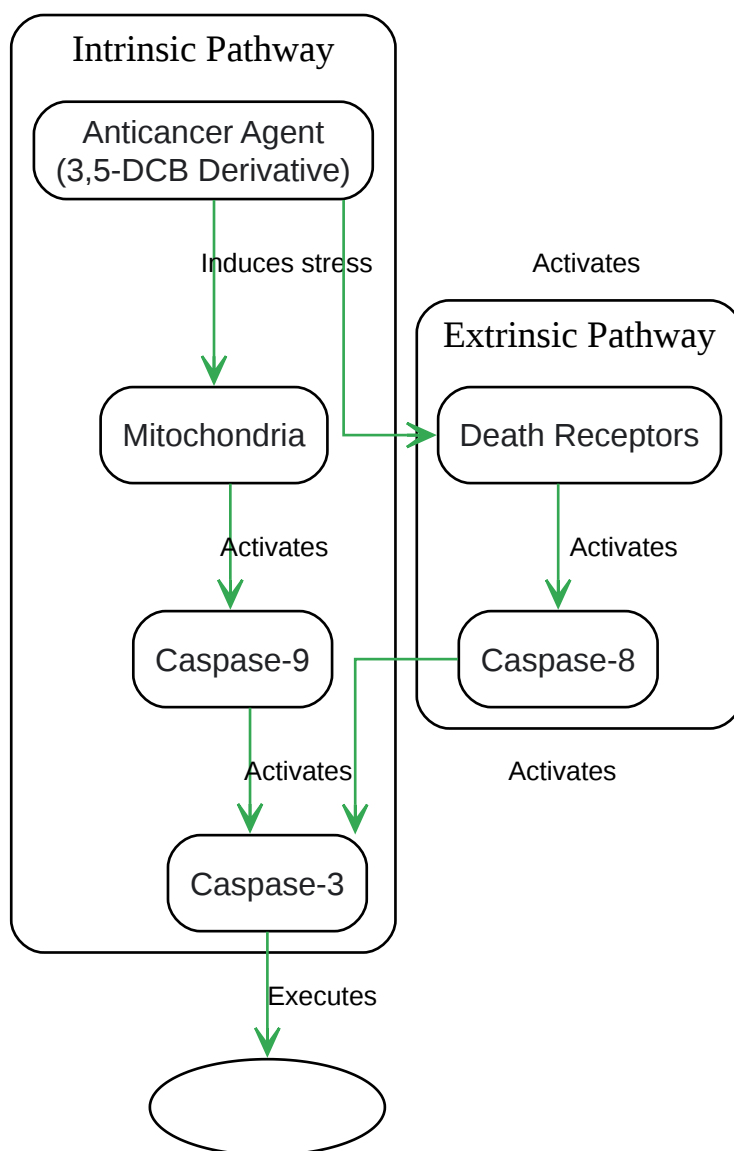 Intrinsic Pathway
Anticancer Agent
(3,5-DCB Derivative)
Induces stress
Activates
Extrinsic Pathway
Mitochondria
Death Receptors
Activates
Activates
Caspase-9
Caspase-8
Activates
Activates
Caspase-3
Executes